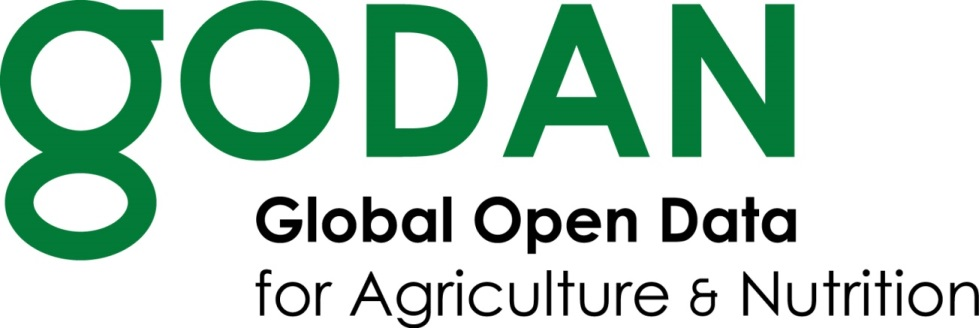 gODAN
Global Open Data
for Agriculture & Nutrition